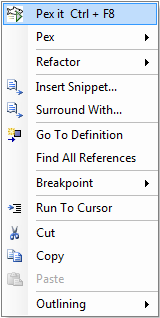 Pex it Ctrl + F8
Pex
Refactor
Insert Snippet...
Surround With...
Go To Definition
Find All References
Breakpoint
Run To Cursor
Cut
Copy
Paste
Outlining